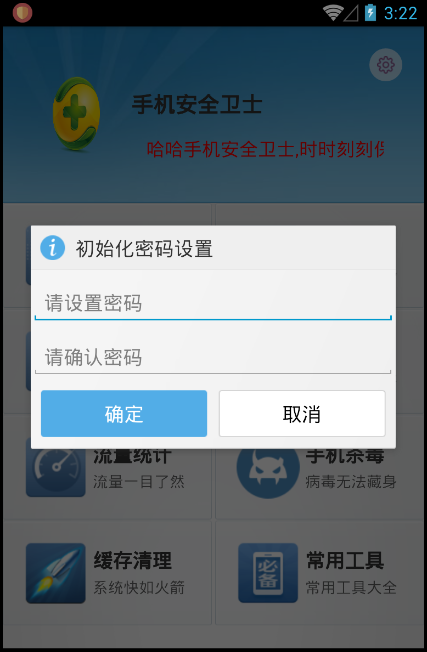 3:22
手机安全卫士
哈哈手机安全卫士,时时刻刻
初始化密码设置
请设置密码
请确认密码
确定
取消
流量统计
流量一目了然
手机杀毒
病毒无法藏身
缓存清理
系统快如火箭
必备
常用工具
常用工具大全